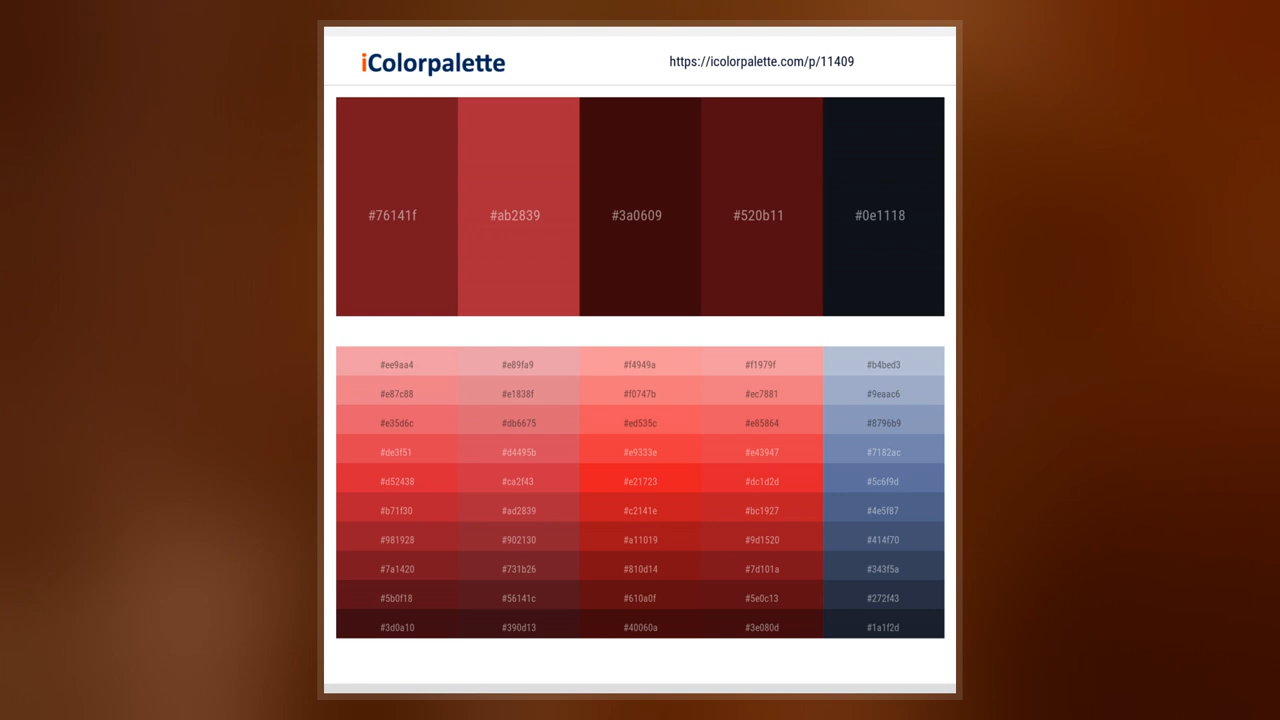 iColorpalette
https://icolorpalette.com/p/11409
#76141f #ab2839 #3a0609 #520b11 #0e1118
#ee9aa4 #e89fa9 #f4949a #f1979f #b4bed3
#e87c88 #e1838f #f0747b #ec7881 #9eaac6
#e35d6c #db6675 #ed535c #e85864 #8796b9
#de3f51 #d4495b #e9333e #e43947 #7182ac
#d52438 #ca2f43 #e21723 #dc1d2d #5c6f9d
#b71f30 #ad2839 #c2141e #bc1927 #4e5f87
#981928 #902130 #a11019 #9d1520 #414f70
#7a1420 #731b26 #810d14 #7d101a #343f5a
#5b0f18 #56141c #610a0f #5e0c13 #272f43
#3d0a10 #390d13 #40060a #3e080d #1a1f2d